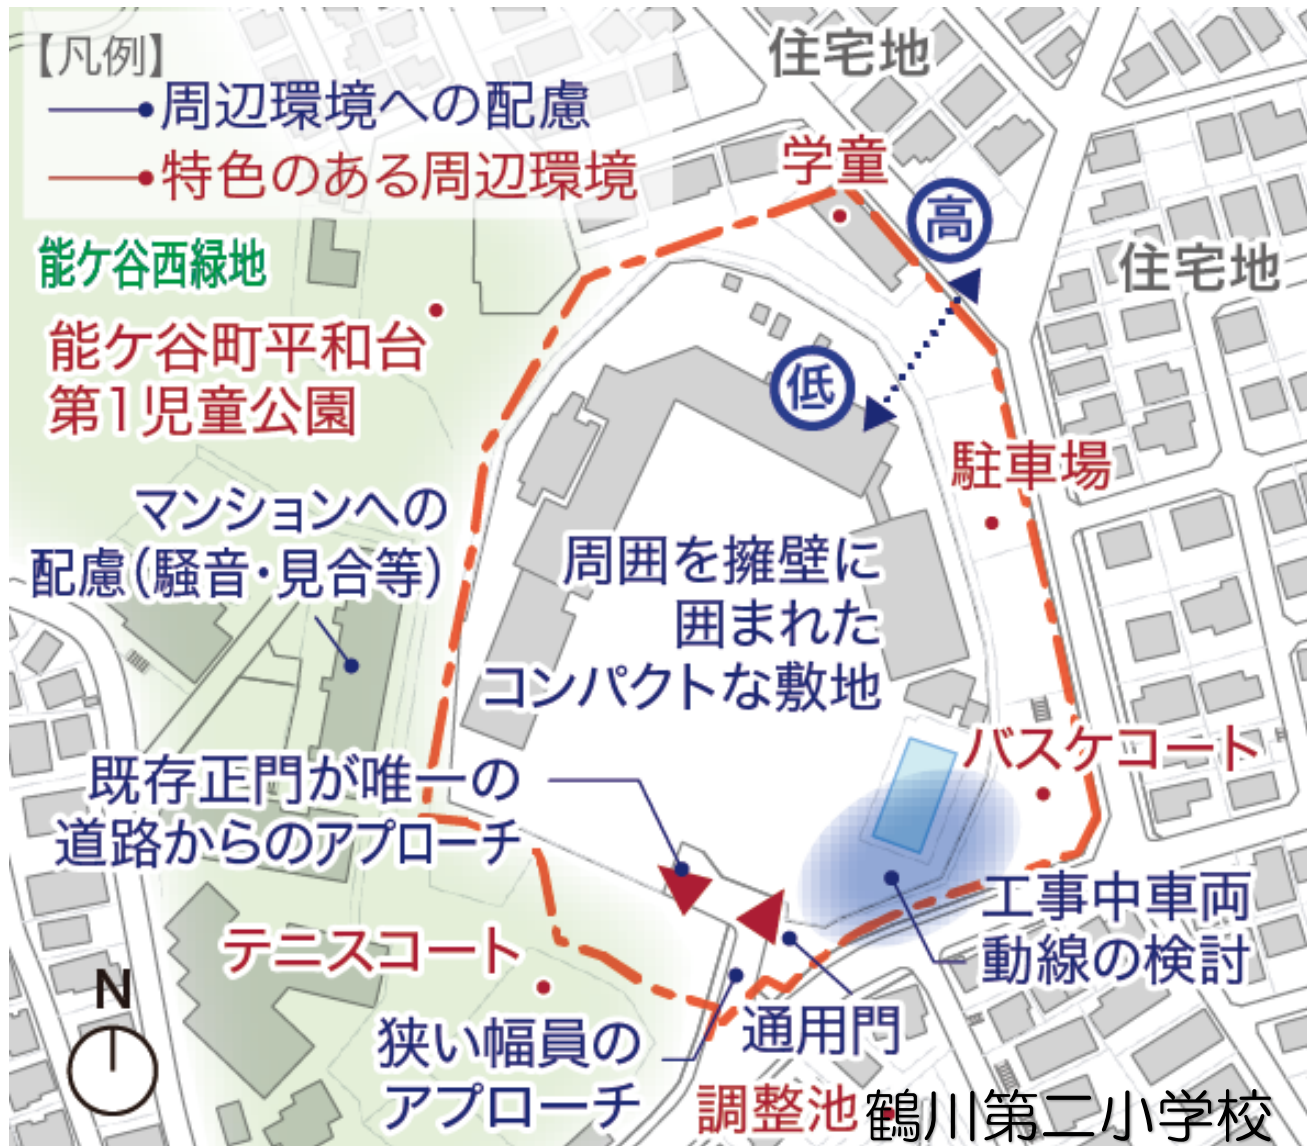 【凡例】
周辺環境への配慮
特色のある周辺環境
住宅地
学童
高
能ケ谷西緑地
住宅地
能ケ谷町平和台
第1児童公園
低
駐車場
マンションへの
配慮(騒音・見合等)
周囲を擁壁に
囲まれた
コンパクトな敷地
バスケコート
既存正門が唯一の
道路からのアプローチ
工事中車両
動線の検討
テニスコート
N
通用門
狭い幅員の
アプローチ
調整池
鶴川第二小学校